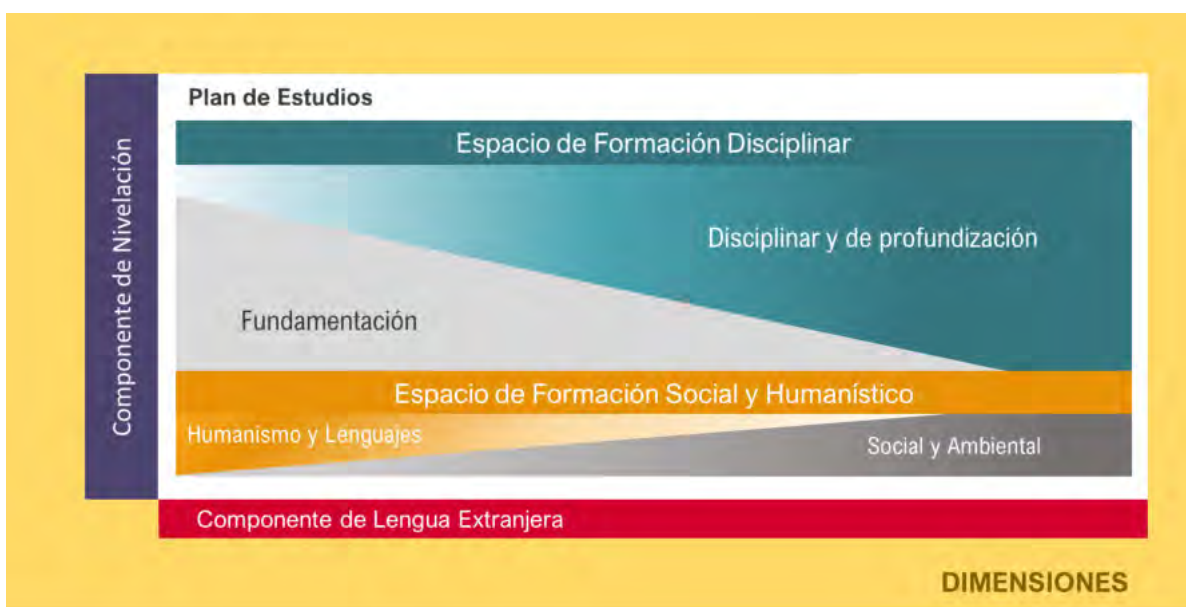 Plan de Estudios
Componente de Nivelación
Espacio de Formación Disciplinar
Disciplinar y de profundización
Fundamentación
Espacio de Formación Social y Humanístico
Humanismo y Lenguajes
Social y Ambiental
Componente de Lengua Extranjera
DIMENSIONES